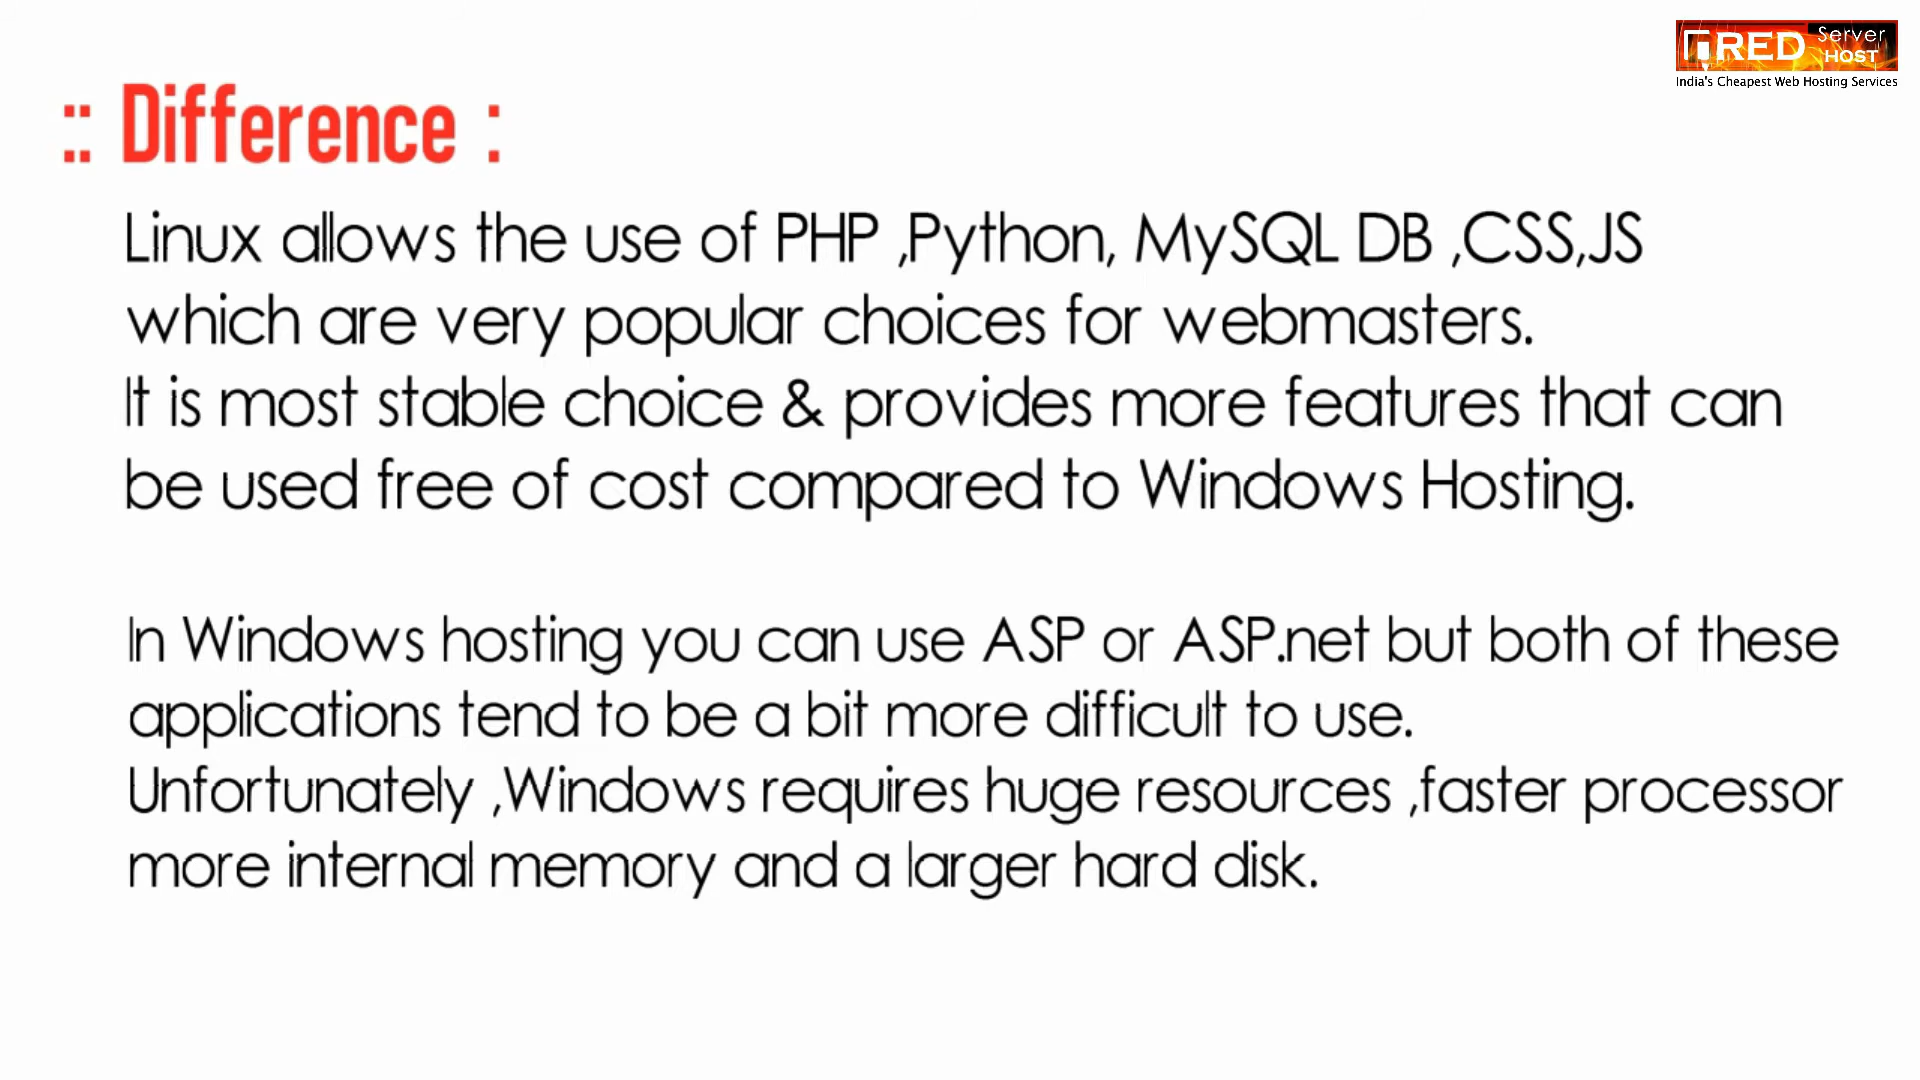 RED Server HOST
India's Cheapest Web Hosting Services
:: Difference :
Linux allows the use of PHP ,Python, MySQL DB ,CSS,JS
which are very popular choices for webmasters.
It is most stable choice & provides more features that can
be used free of cost compared to Windows Hosting.
In Windows hosting you can use ASP or ASP.net but both of these
applications tend to be a bit more difficult to use.
Unfortunately ,Windows requires huge resources ,faster processor
more internal memory and a larger hard disk.